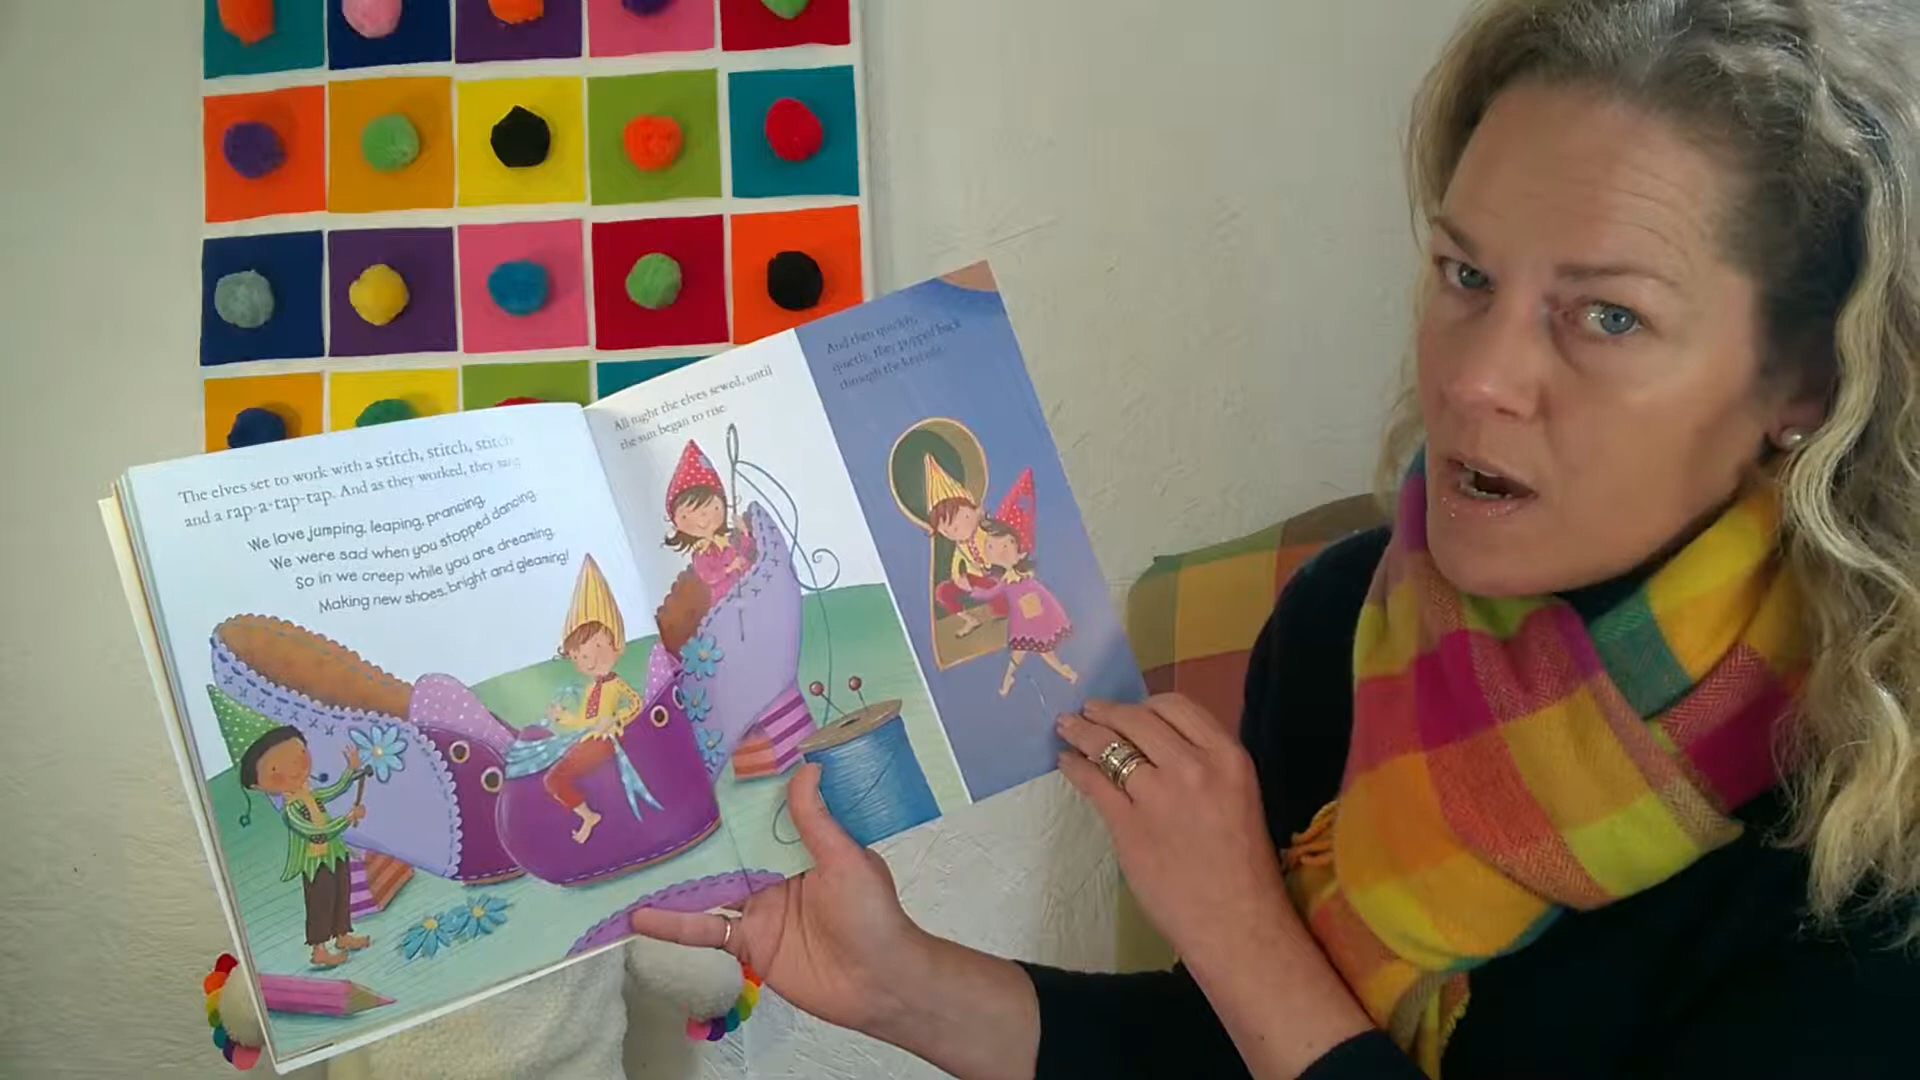 The elves set to work with a stitch, stitch, stitch
and a rap-a-tap-tap. And as they worked, they sang
We love jumping, leaping, prancing,
We were sad when you stopped dancing.
So in we creep while you are dreaming,
Making new shoes, bright and gleaming!
All night the elves sewed, until
the sun began to rise.
And then quickly,
quietly, they popped back
through the keyhole.